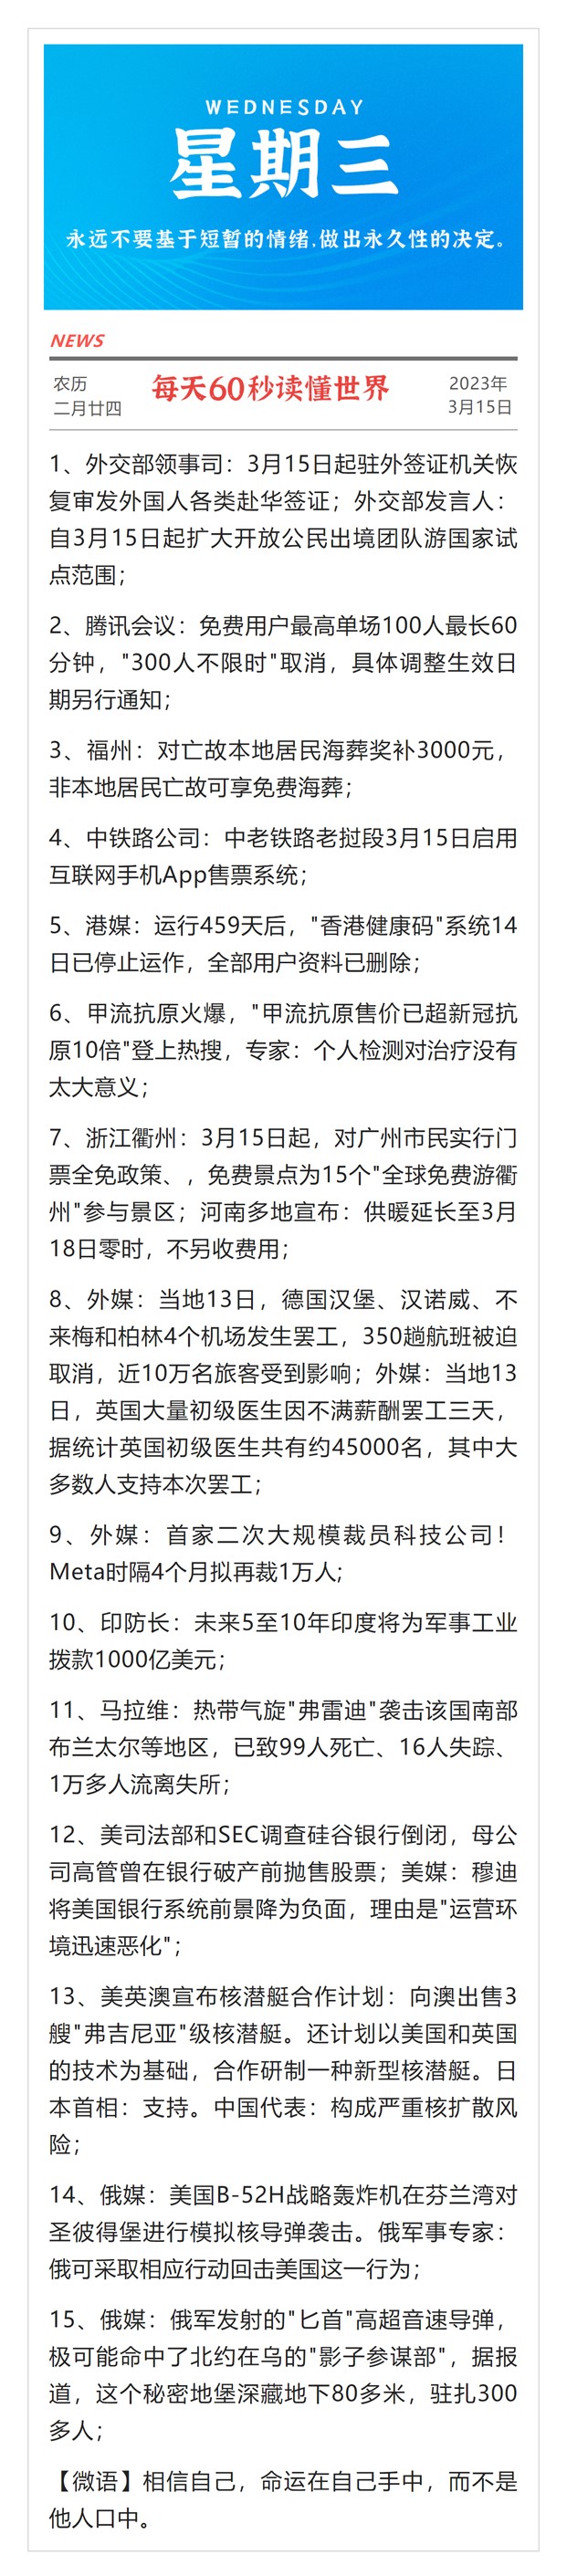 WEDNESDAY
星期三
永远不要基于短暂的情绪,做出永久性的决定。
NEWS
农历
二月廿四
每天60秒读懂世界
2023年
3月15日
1、外交部领事司：3月15日起驻外签证机关恢
复审发外国人各类赴华签证；外交部发言人：
自3月15日起扩大开放公民出境团队游国家试
点范围；
2、腾讯会议：免费用户最高单场100人最长60
分钟，"300人不限时"取消，具体调整生效日
期另行通知；
3、福州：对亡故本地居民海葬奖补3000元，
非本地居民亡故可享免费海葬；
4、中铁路公司：中老铁路老挝段3月15日启用
互联网手机App售票系统；
5、港媒：运行459天后，"香港健康码"系统14
日已停止运作，全部用户资料已删除；
6、甲流抗原火爆，"甲流抗原售价已超新冠抗
原10倍"登上热搜，专家：个人检测对治疗没有
太大意义；
7、浙江衢州：3月15日起，对广州市民实行门
票全免政策、，免费景点为15个"全球免费游衢
州"参与景区；河南多地宣布：供暖延长至3月
18日零时，不另收费用；
8、外媒：当地13日，德国汉堡、汉诺威、不
来梅和柏林4个机场发生罢工，350趟航班被迫
取消，近10万名旅客受到影响；外媒：当地13
日，英国大量初级医生因不满薪酬罢工三天，
据统计英国初级医生共有约45000名，其中大
多数人支持本次罢工；
9、外媒：首家二次大规模裁员科技公司！
Meta时隔4个月拟再裁1万人;
10、印防长：未来5至10年印度将为军事工业
拨款1000亿美元；
11、马拉维：热带气旋"弗雷迪"袭击该国南部
布兰太尔等地区，已致99人死亡、16人失踪、
1万多人流离失所；
12、美司法部和SEC调查硅谷银行倒闭，母公
司高管曾在银行破产前抛售股票；美媒：穆迪
将美国银行系统前景降为负面，理由是"运营环
境迅速恶化"；
13、美英澳宣布核潜艇合作计划：向澳出售3
艘"弗吉尼亚"级核潜艇。还计划以美国和英国
的技术为基础，合作研制一种新型核潜艇。日
本首相：支持。中国代表：构成严重核扩散风
险；
14、俄媒：美国B-52H战略轰炸机在芬兰湾对
圣彼得堡进行模拟核导弹袭击。俄军事专家：
俄可采取相应行动回击美国这一行为；
15、俄媒：俄军发射的"匕首"高超音速导弹，
极可能命中了北约在乌的"影子参谋部"，据报
道，这个秘密地堡深藏地下80多米，驻扎300
多人；
【微语】相信自己，命运在自己手中，而不是
他人口中。